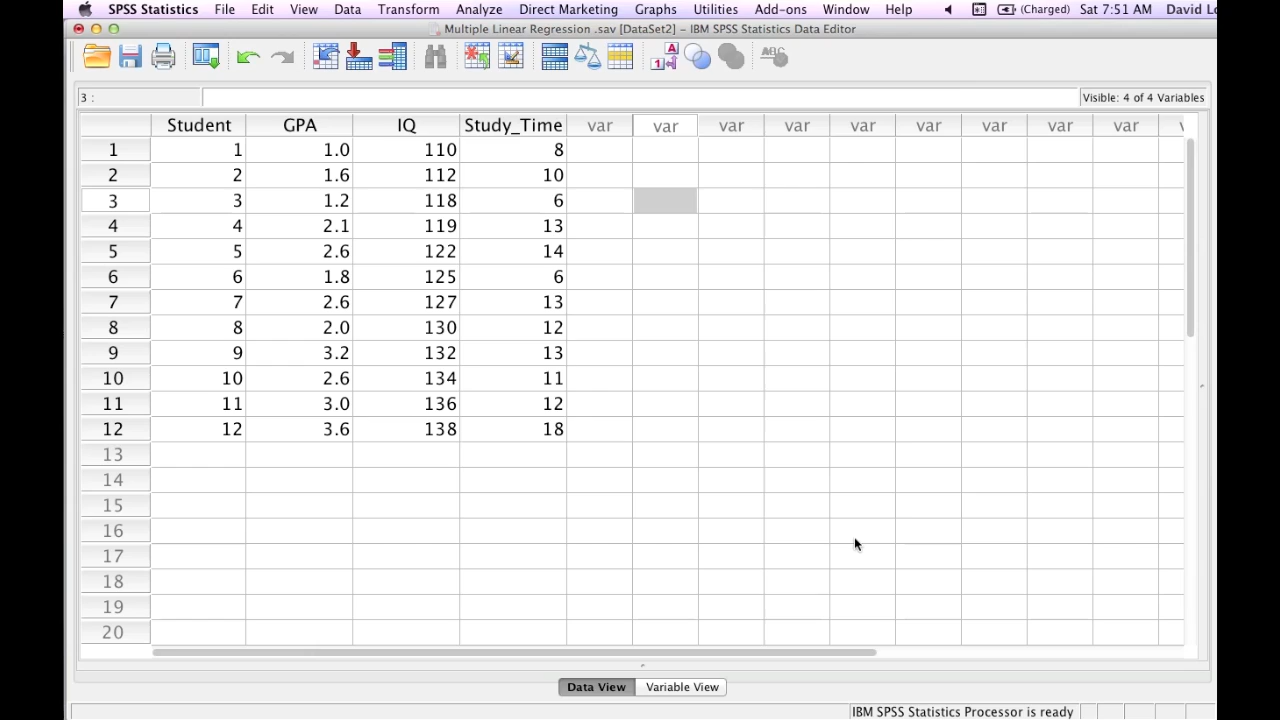 SPSS Statistics File Edit View Data Transform Analyze Direct Marketing Graphs Utilities Add-ons Window Help (Charged) Sat 7:51 AM David Lo
Multiple Linear Regression .sav [DataSet2] – IBM SPSS Statistics Data Editor
A
1
ABC
3 :
Visible: 4 of 4 Variables
Student GPA IQ Study_Time var var var var var var var var var
1 1 1.0 110 8
2 2 1.6 112 10
3 3 1.2 118 6
4 4 2.1 119 13
5 5 2.6 122 14
6 6 1.8 125 6
7 7 2.6 127 13
8 8 2.0 130 12
9 9 3.2 132 13
10 10 2.6 134 11
11 11 3.0 136 12
12 12 3.6 138 18
13
14
15
16
17
18
19
20
Data View Variable View
IBM SPSS Statistics Processor is ready